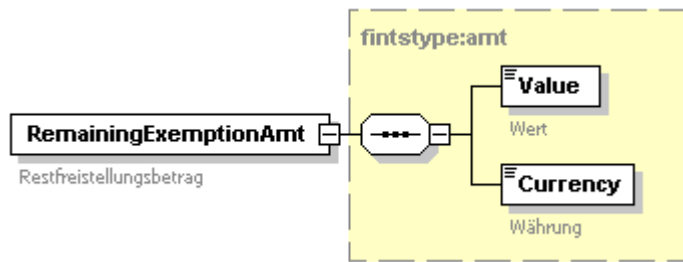 fintstype:amt
Value
Wert
RemainingExemptionAmt
Restfreistellungsbetrag
Currency
Währung